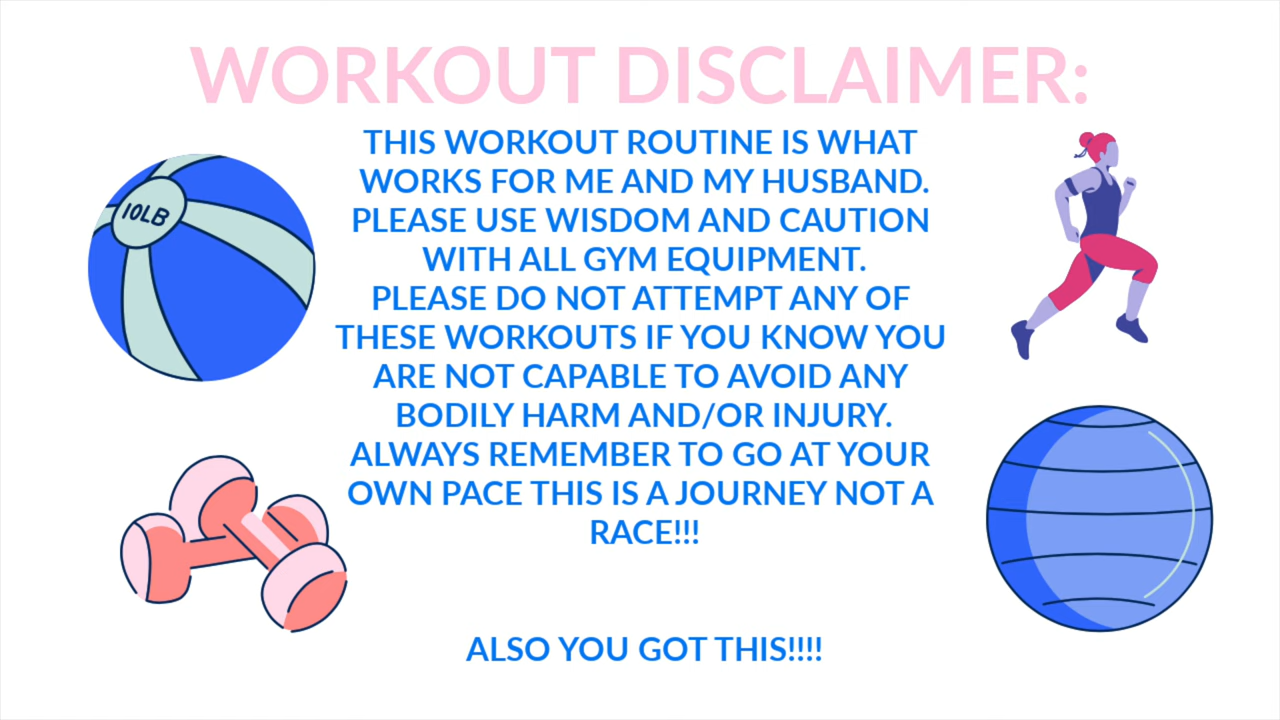 WORKOUT DISCLAIMER:
THIS WORKOUT ROUTINE IS WHAT
WORKS FOR ME AND MY HUSBAND.
PLEASE USE WISDOM AND CAUTION
WITH ALL GYM EQUIPMENT.
PLEASE DO NOT ATTEMPT ANY OF
THESE WORKOUTS IF YOU KNOW YOU
ARE NOT CAPABLE TO AVOID ANY
BODILY HARM AND/OR INJURY.
ALWAYS REMEMBER TO GO AT YOUR
OWN PACE THIS IS A JOURNEY NOT A
RACE!!!
ALSO YOU GOT THIS!!!!
10LB